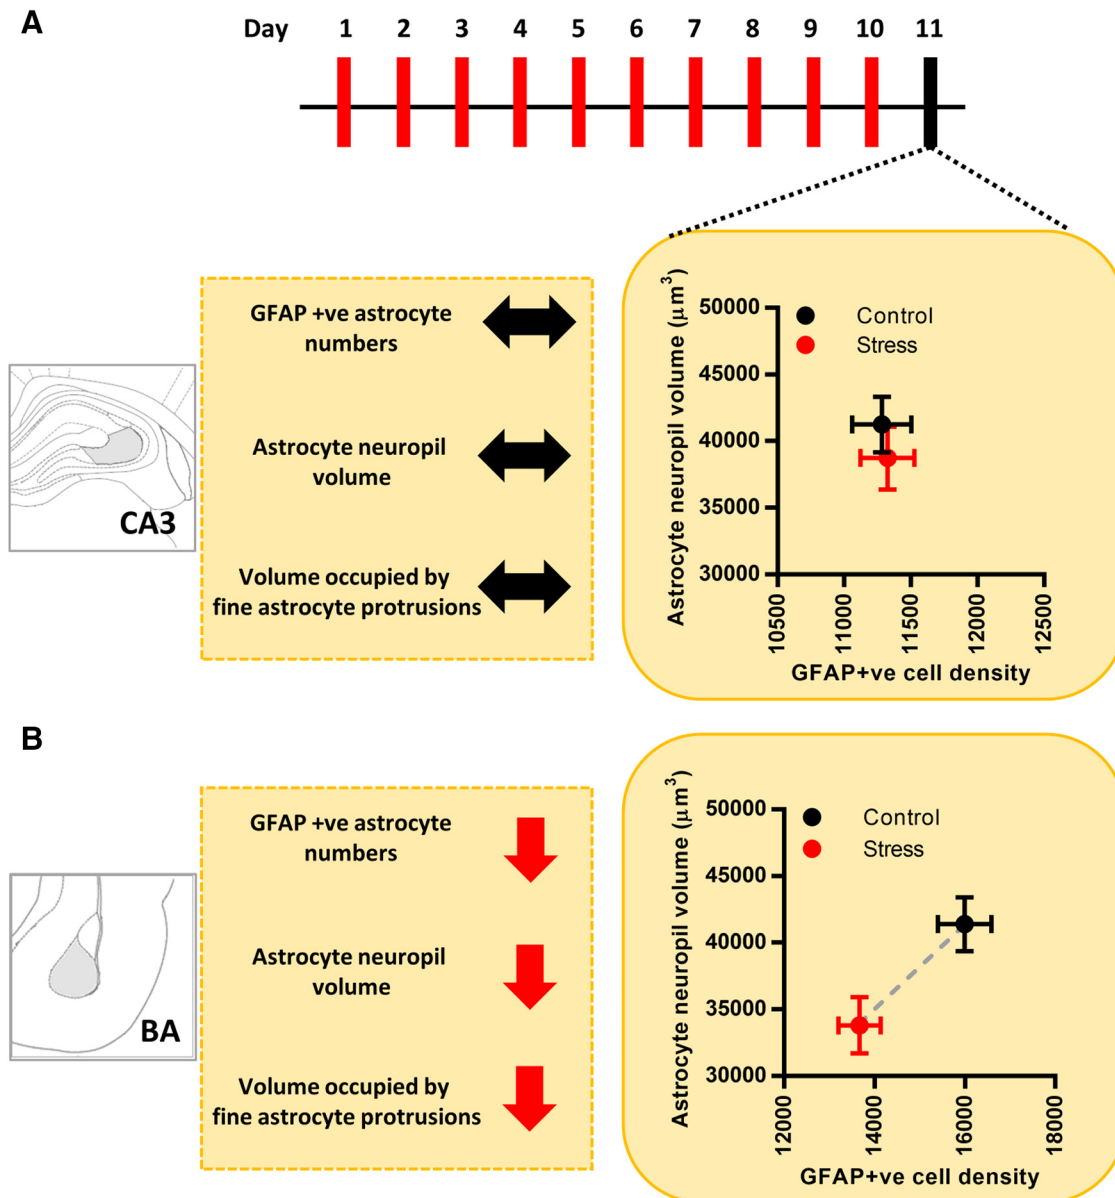 A
Day 1 2 3 4 5 6 7 8 9 10 11
GFAP +ve astrocyte
numbers
Astrocyte neuropil
volume
Volume occupied by
fine astrocyte protrusions
CA3
Astrocyte neuropil volume (μm³)
50000
45000
40000
35000
30000
Control
Stress
10500 11000 11500 12000 12500
GFAP+ve cell density
B
GFAP +ve astrocyte
numbers
Astrocyte neuropil
volume
Volume occupied by
fine astrocyte protrusions
BA
Astrocyte neuropil volume (μm³)
50000
45000
40000
35000
30000
Control
Stress
12000 14000 16000 18000
GFAP+ve cell density